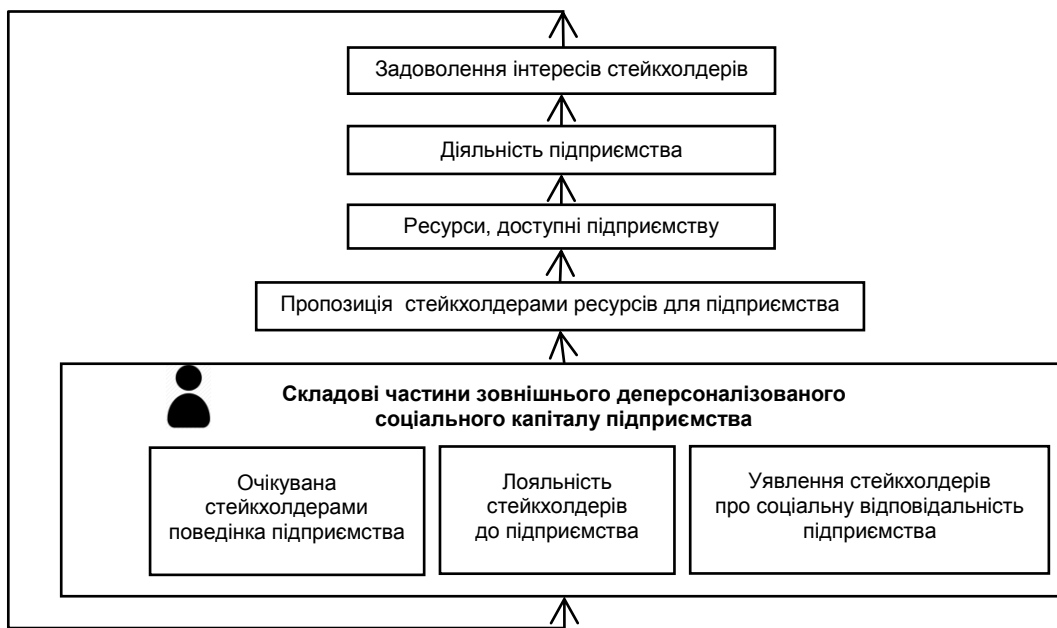 Задоволення інтересів стейкхолдерів
Діяльність підприємства
Ресурси, доступні підприємству
Пропозиція стейкхолдерами ресурсів для підприємства
Складові частини зовнішнього деперсоналізованого
соціального капіталу підприємства
Очікувана
стейкхолдерами
поведінка підприємства
Лояльність
стейкхолдерів
до підприємства
Уявлення стейкхолдерів
про соціальну відповідальність
підприємства